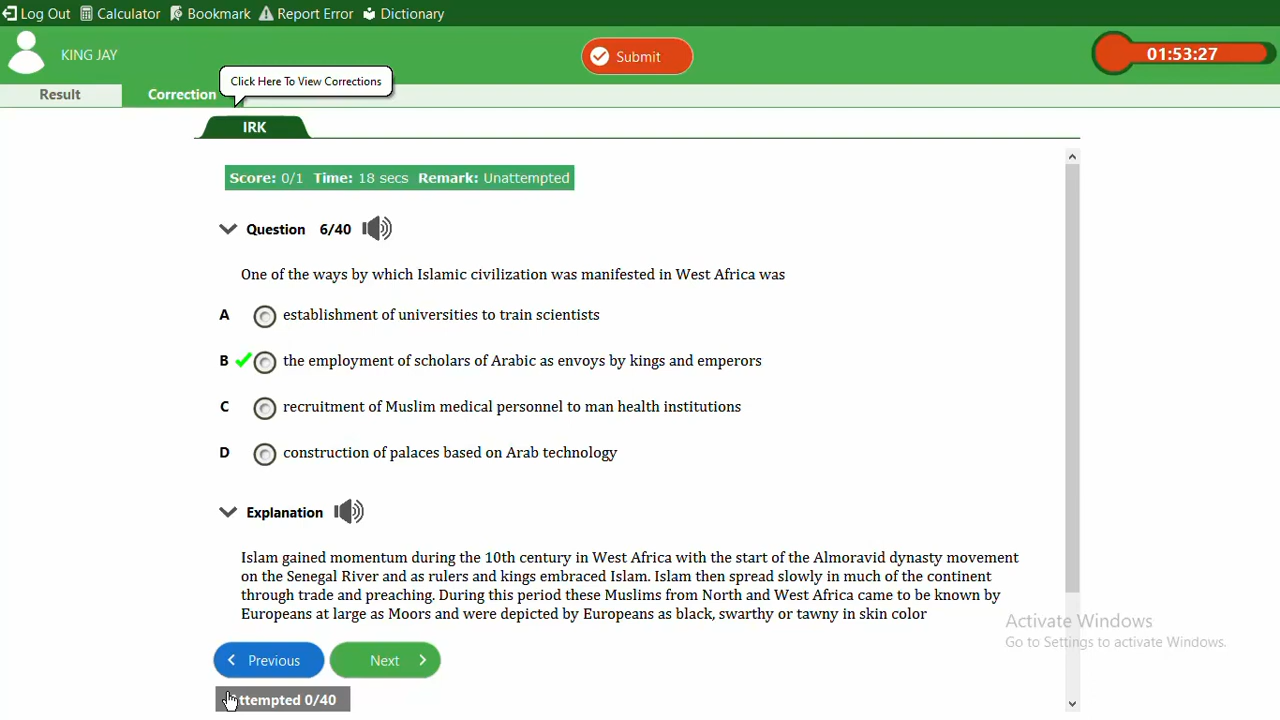 Log Out Calculator Bookmark Report Error Dictionary
KING JAY
Submit
01:53:27
Click Here To View Corrections
Result Correction
IRK
Score: 0/1 Time: 18 secs Remark: Unattempted
Question 6/40
One of the ways by which Islamic civilization was manifested in West Africa was
A establishment of universities to train scientists
B the employment of scholars of Arabic as envoys by kings and emperors
C recruitment of Muslim medical personnel to man health institutions
D construction of palaces based on Arab technology
Explanation
Islam gained momentum during the 10th century in West Africa with the start of the Almoravid dynasty movement
on the Senegal River and as rulers and kings embraced Islam. Islam then spread slowly in much of the continent
through trade and preaching. During this period these Muslims from North and West Africa came to be known by
Europeans at large as Moors and were depicted by Europeans as black, swarthy or tawny in skin color
Activate Windows
Go to Settings to activate Windows.
Previous Next
ttempted 0/40